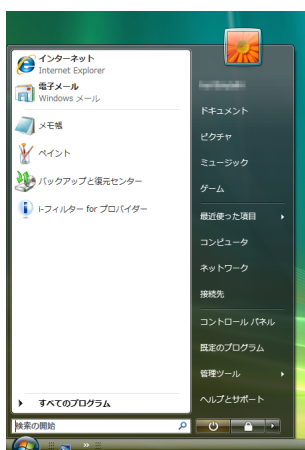 インターネット
Internet Explorer
電子メール
Windows メール
メモ帳
ペイント
バックアップと復元センター
i-フィルター for プロバイダー
すべてのプログラム
検索の開始
ドキュメント
ピクチャ
ミュージック
ゲーム
最近使った項目
コンピュータ
ネットワーク
接続先
コントロール パネル
既定のプログラム
管理ツール
ヘルプとサポート